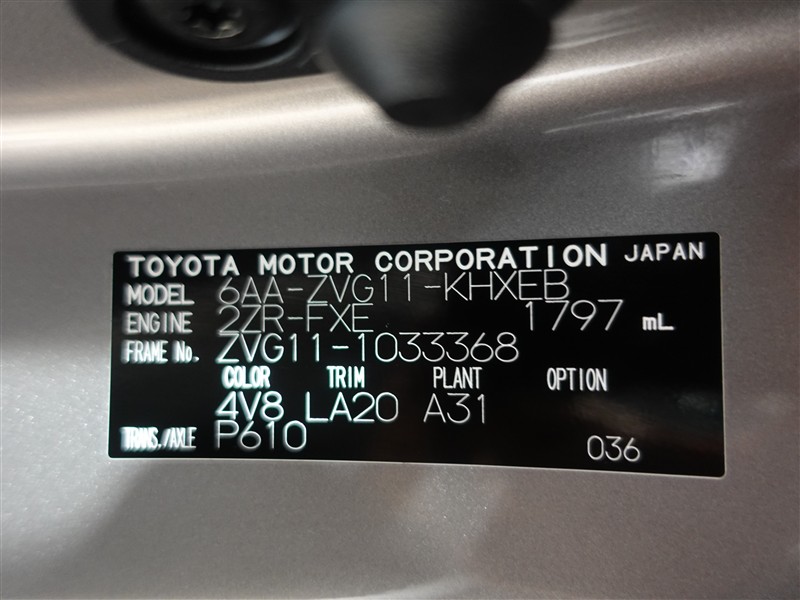 TOYOTA MOTOR CORPORATION JAPAN
MODEL 6AA-ZVG11-KHXEB
ENGINE 2ZR-FXE 1797 mL
FRAME No. ZVG11-1033368
COLOR TRIM PLANT OPTION
4V8 LA20 A31
TRANS./AXLE P610
036